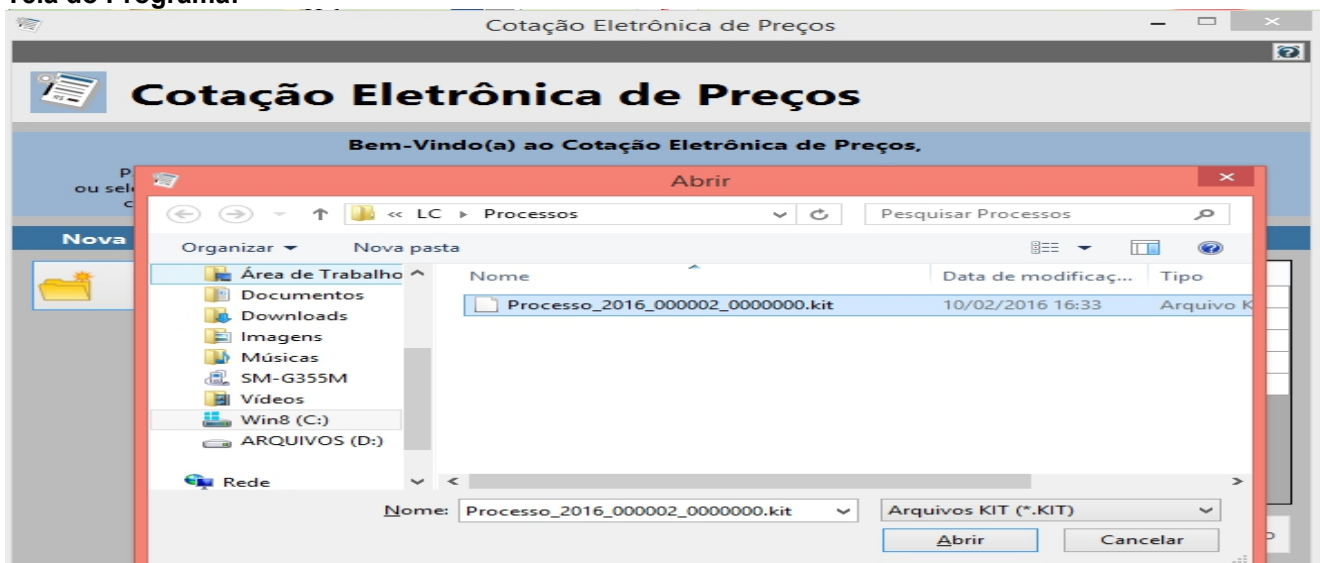 Tela do Programa:
Cotação Eletrônica de Preços
Cotação Eletrônica de Preços
Bem-Vindo(a) ao Cotação Eletrônica de Preços,
P
ou sele
c
Nova
Abrir
« LC ▸ Processos
Pesquisar Processos
Organizar
Nova pasta
Área de Trabalho
Documentos
Downloads
Imagens
Músicas
SM-G355M
Vídeos
Win8 (C:)
ARQUIVOS (D:)
Rede
Nome Data de modificaç... Tipo
Processo_2016_000002_0000000.kit 10/02/2016 16:33 Arquivo K
Nome: Processo_2016_000002_0000000.kit Arquivos KIT (*.KIT)
Abrir Cancelar